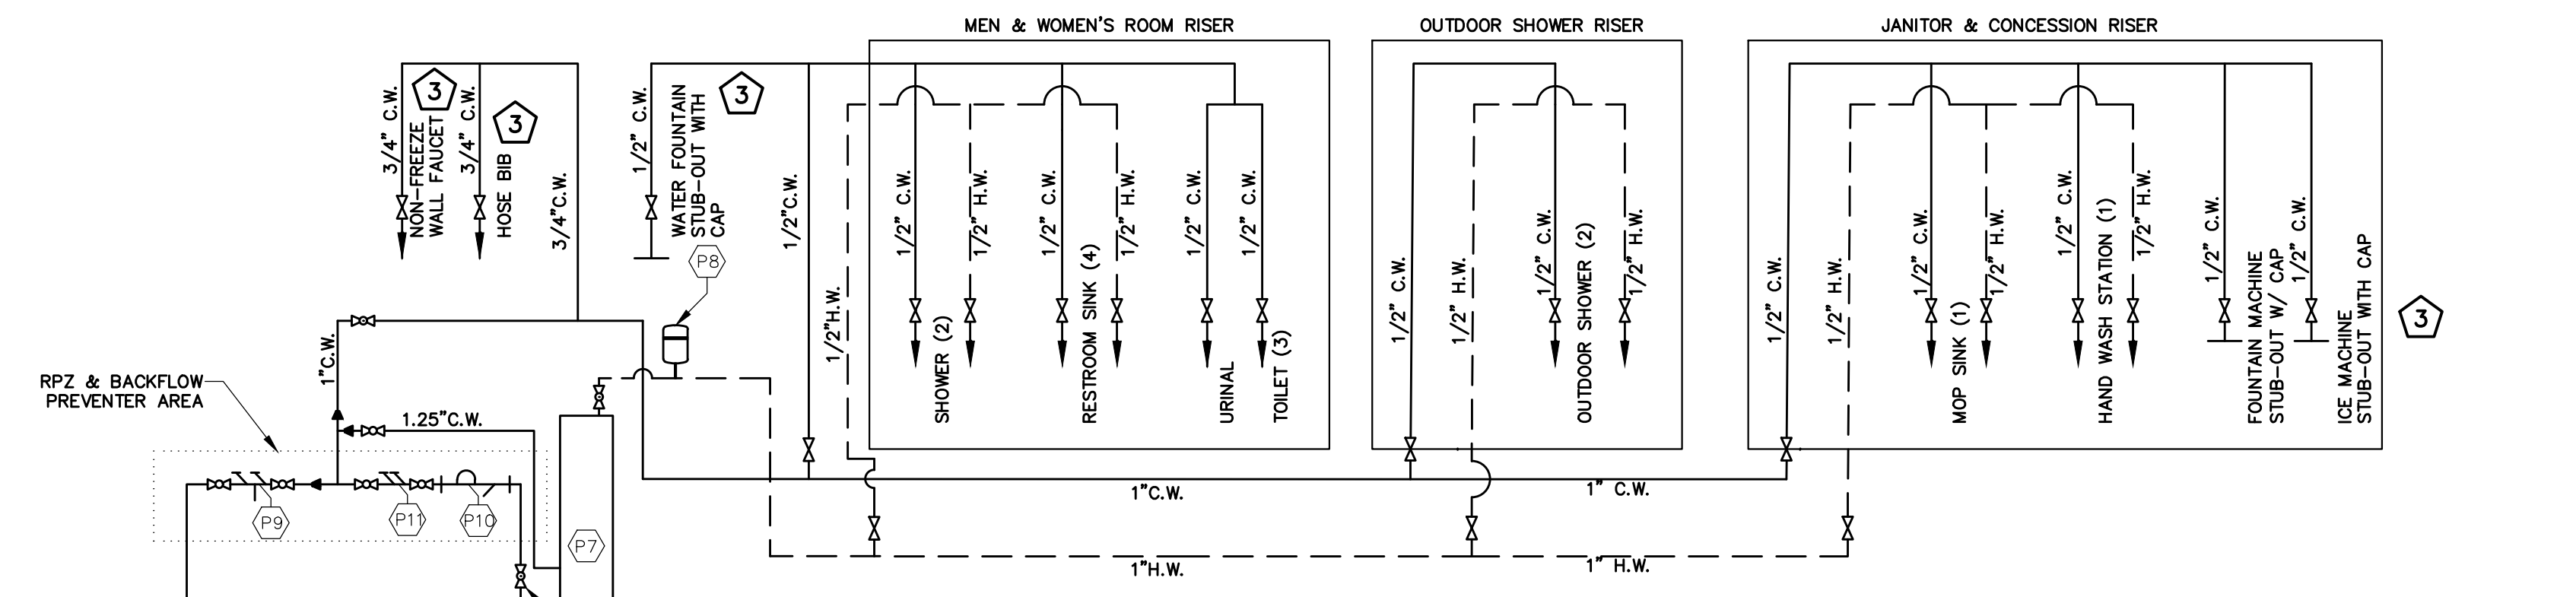 MEN & WOMEN'S ROOM RISER
OUTDOOR SHOWER RISER
JANITOR & CONCESSION RISER
3/4" C.W.
NON-FREEZE
WALL FAUCET
3
3/4" C.W.
HOSE BIB
3
3/4"C.W.
1/2" C.W.
WATER FOUNTAIN
STUB-OUT WITH
CAP
3
P8
1/2"C.W.
1/2"H.W.
1/2" C.W.
SHOWER (2)
1/2" H.W.
1/2" C.W.
RESTROOM SINK (4)
1/2" H.W.
1/2" C.W.
URINAL
1/2" C.W.
TOILET (3)
1/2" C.W.
1/2" H.W.
1/2" C.W.
OUTDOOR SHOWER (2)
1/2" H.W.
1/2" C.W.
1/2" H.W.
1/2" C.W.
MOP SINK (1)
1/2" H.W.
1/2" C.W.
HAND WASH STATION (1)
1/2" H.W.
1/2" C.W.
FOUNTAIN MACHINE
STUB-OUT W/ CAP
1/2" C.W.
ICE MACHINE
STUB-OUT WITH CAP
3
1"C.W.
RPZ & BACKFLOW
PREVENTER AREA
1.25"C.W.
P9
P11
P10
P7
1"C.W.
1" C.W.
1"H.W.
1" H.W.